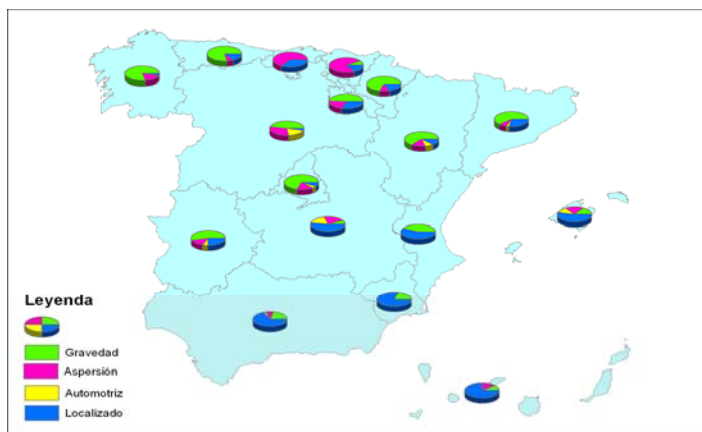 Leyenda
Gravedad
Aspersión
Automotriz
Localizado